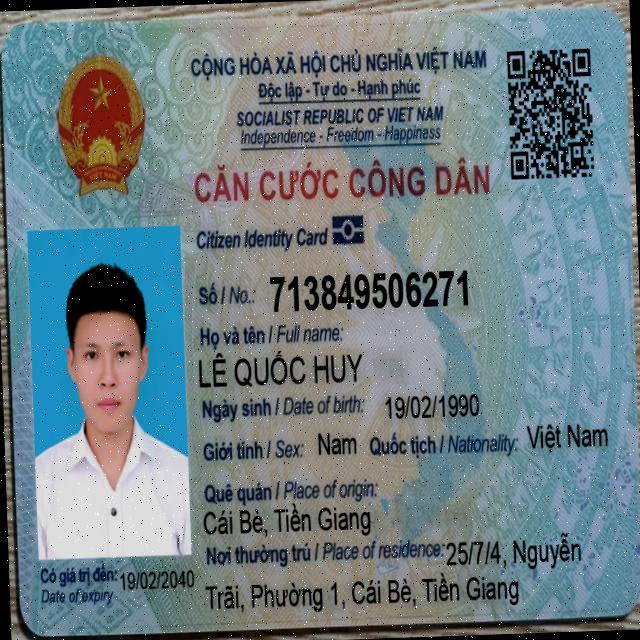 CỘNG HÒA XÃ HỘI CHỦ NGHĨA VIỆT NAM
Độc lập - Tự do - Hạnh phúc
SOCIALIST REPUBLIC OF VIET NAM
Independence - Freedom - Happiness
CĂN CƯỚC CÔNG DÂN
Citizen Identity Card
Số / No.: 713849506271
Họ và tên / Full name:
LÊ QUỐC HUY
Ngày sinh / Date of birth: 19/02/1990
Giới tính / Sex: Nam Quốc tịch / Nationality: Việt Nam
Quê quán / Place of origin:
Cái Bè, Tiền Giang
Nơi thường trú / Place of residence: 25/7/4, Nguyễn
Trãi, Phường 1, Cái Bè, Tiền Giang
Có giá trị đến: 19/02/2040
Date of expiry